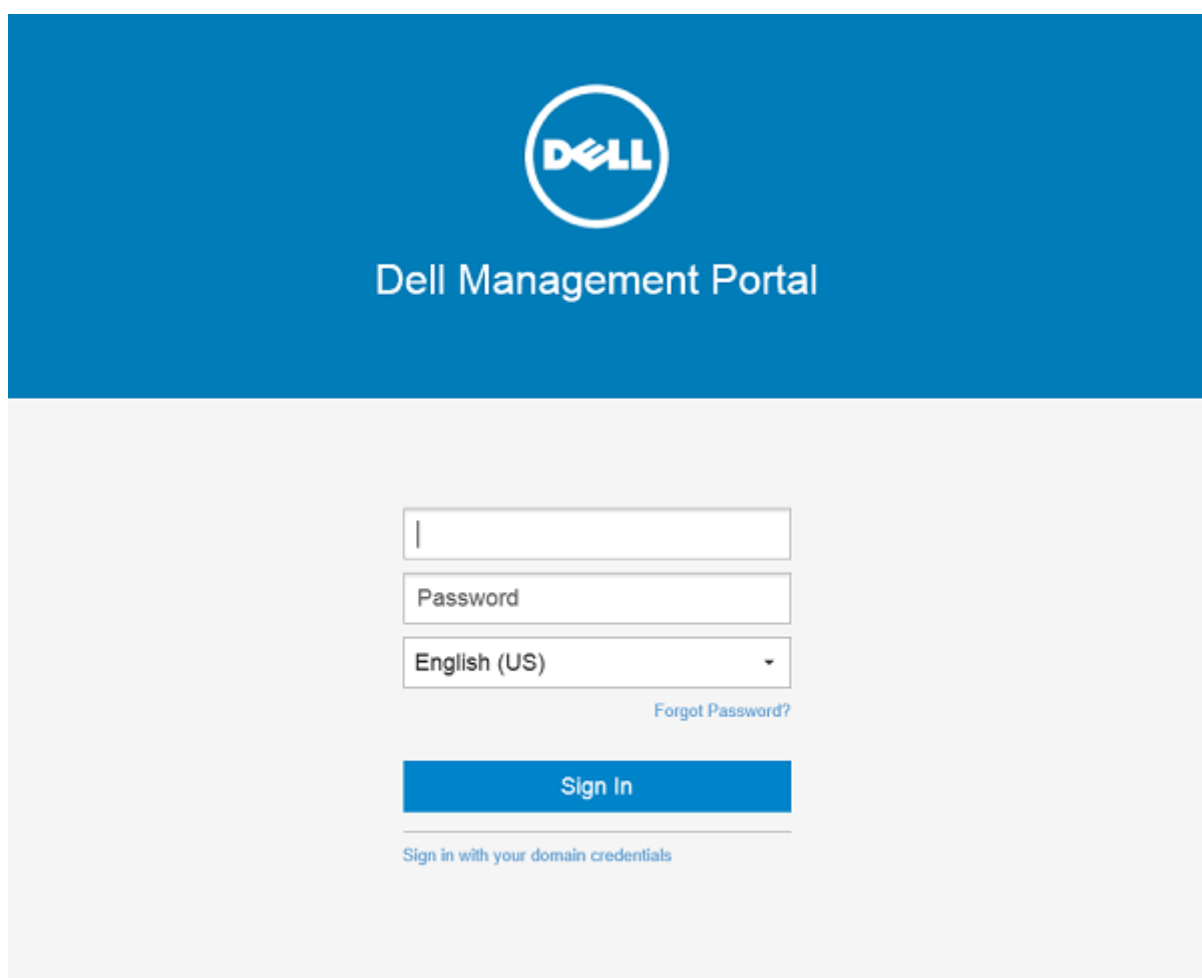 DELL
Dell Management Portal
Password
English (US)
Forgot Password?
Sign In
Sign in with your domain credentials